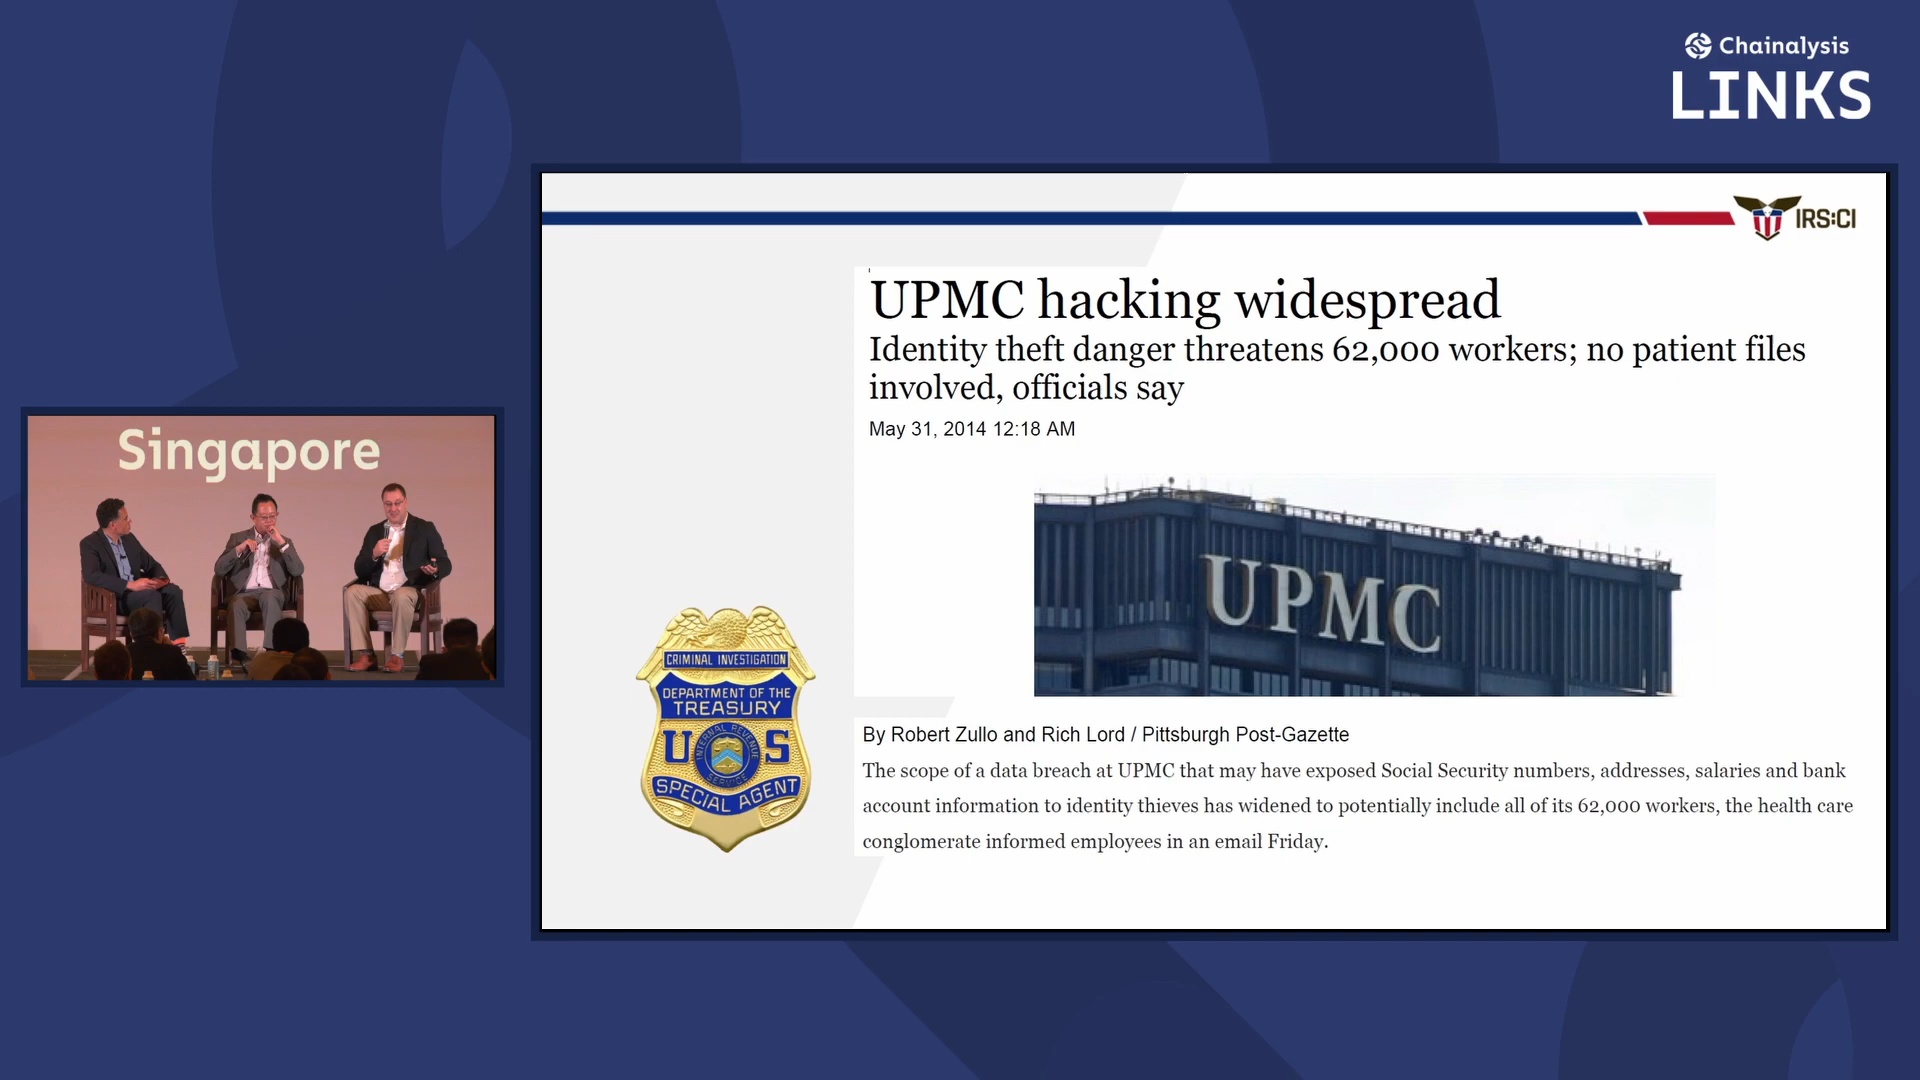 Chainalysis
LINKS
Singapore
IRS:CI
UPMC hacking widespread
Identity theft danger threatens 62,000 workers; no patient files
involved, officials say
May 31, 2014 12:18 AM
UPMC
CRIMINAL INVESTIGATION
DEPARTMENT OF THE
TREASURY
U S
INTERNAL REVENUE
SERVICE
SPECIAL AGENT
By Robert Zullo and Rich Lord / Pittsburgh Post-Gazette
The scope of a data breach at UPMC that may have exposed Social Security numbers, addresses, salaries and bank
account information to identity thieves has widened to potentially include all of its 62,000 workers, the health care
conglomerate informed employees in an email Friday.